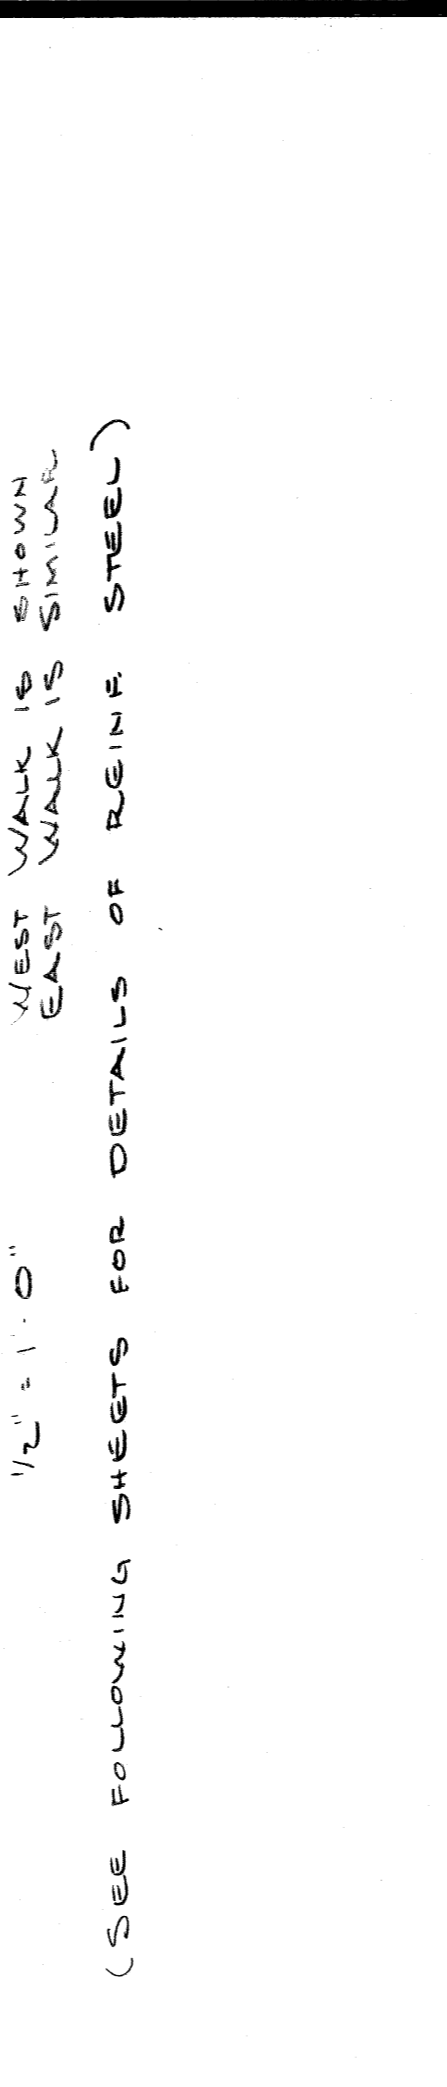 1/2" = 1'-0"
WEST WALK IS SHOWN
EAST WALK IS SIMILAR
(SEE FOLLOWING SHEETS FOR DETAILS OF REINF. STEEL)